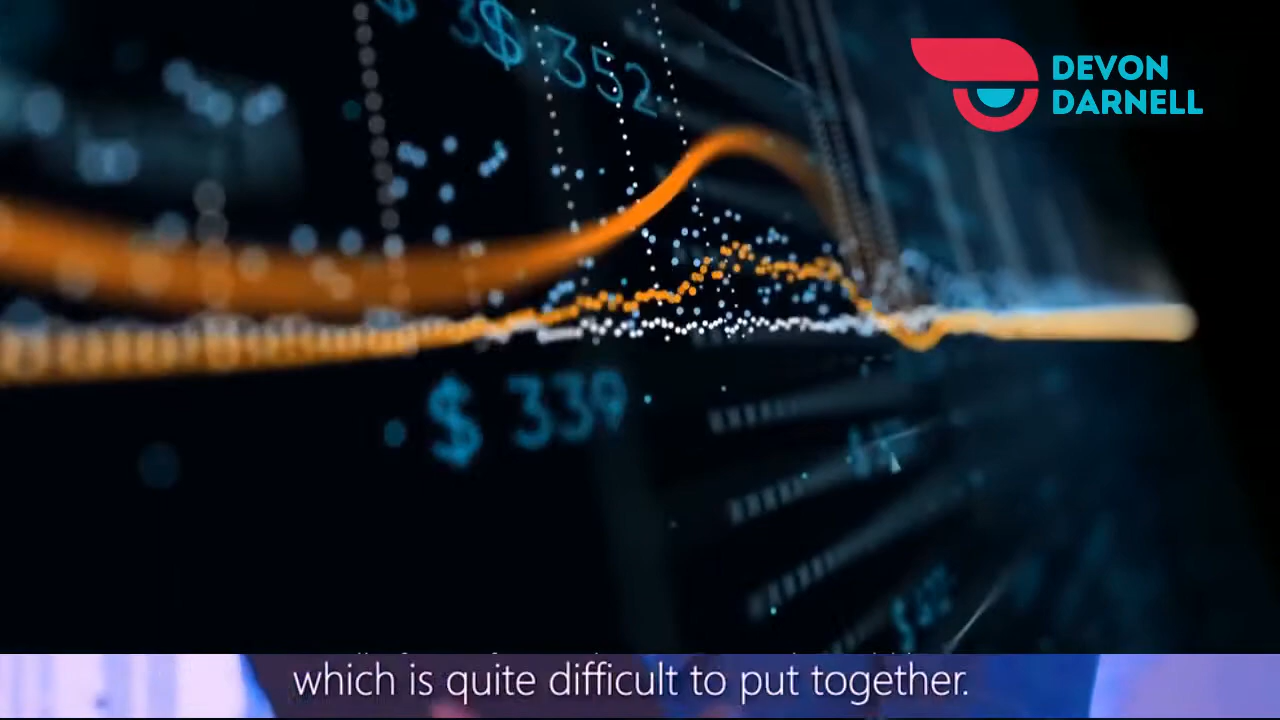 $ 352
DEVON
DARNELL
$ 339
which is quite difficult to put together.